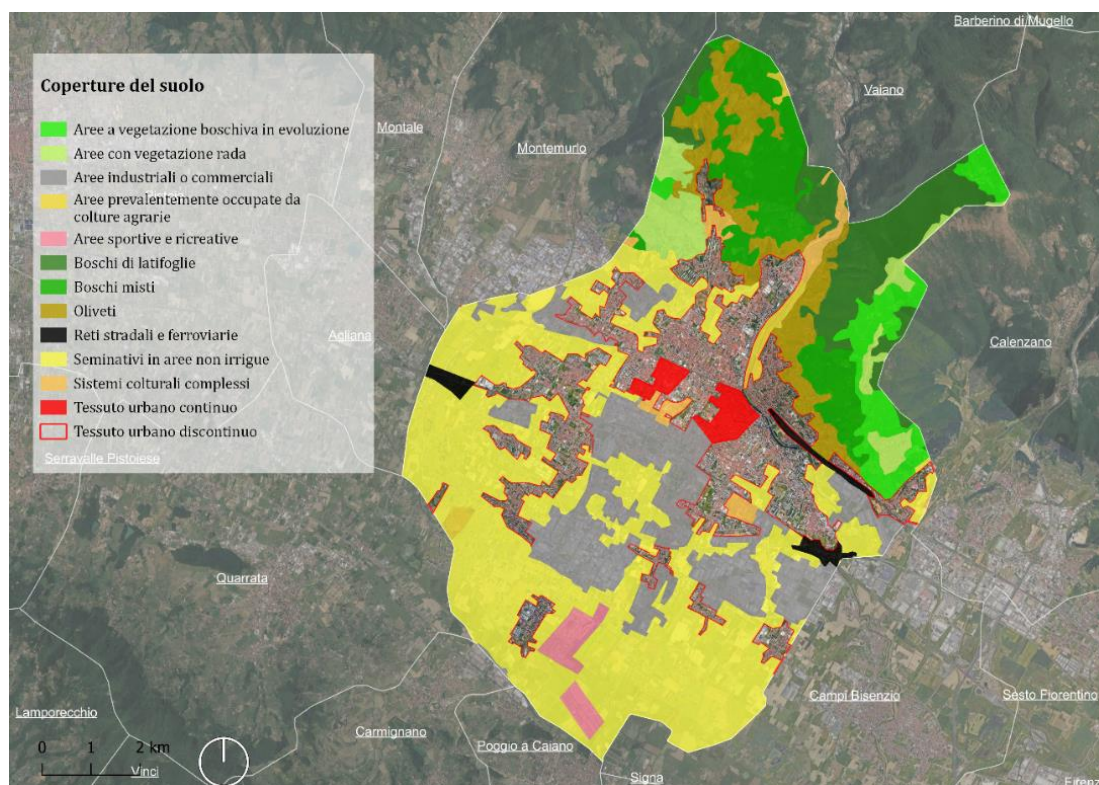 Barberino di Mugello
Vaiano
Montale
Montemurlo
Coperture del suolo
Aree a vegetazione boschiva in evoluzione
Aree con vegetazione rada
Aree industriali o commerciali
Aree prevalentemente occupate da
colture agrarie
Aree sportive e ricreative
Boschi di latifoglie
Boschi misti
Oliveti
Reti stradali e ferroviarie
Seminativi in aree non irrigue
Sistemi colturali complessi
Tessuto urbano continuo
Tessuto urbano discontinuo
Agliana
Calenzano
Serravalle Pistoiese
Quarrata
Lamporecchio
Carmignano
Poggio a Caiano
Campi Bisenzio
Sesto Fiorentino
0 1 2 km
Vinci
Signa